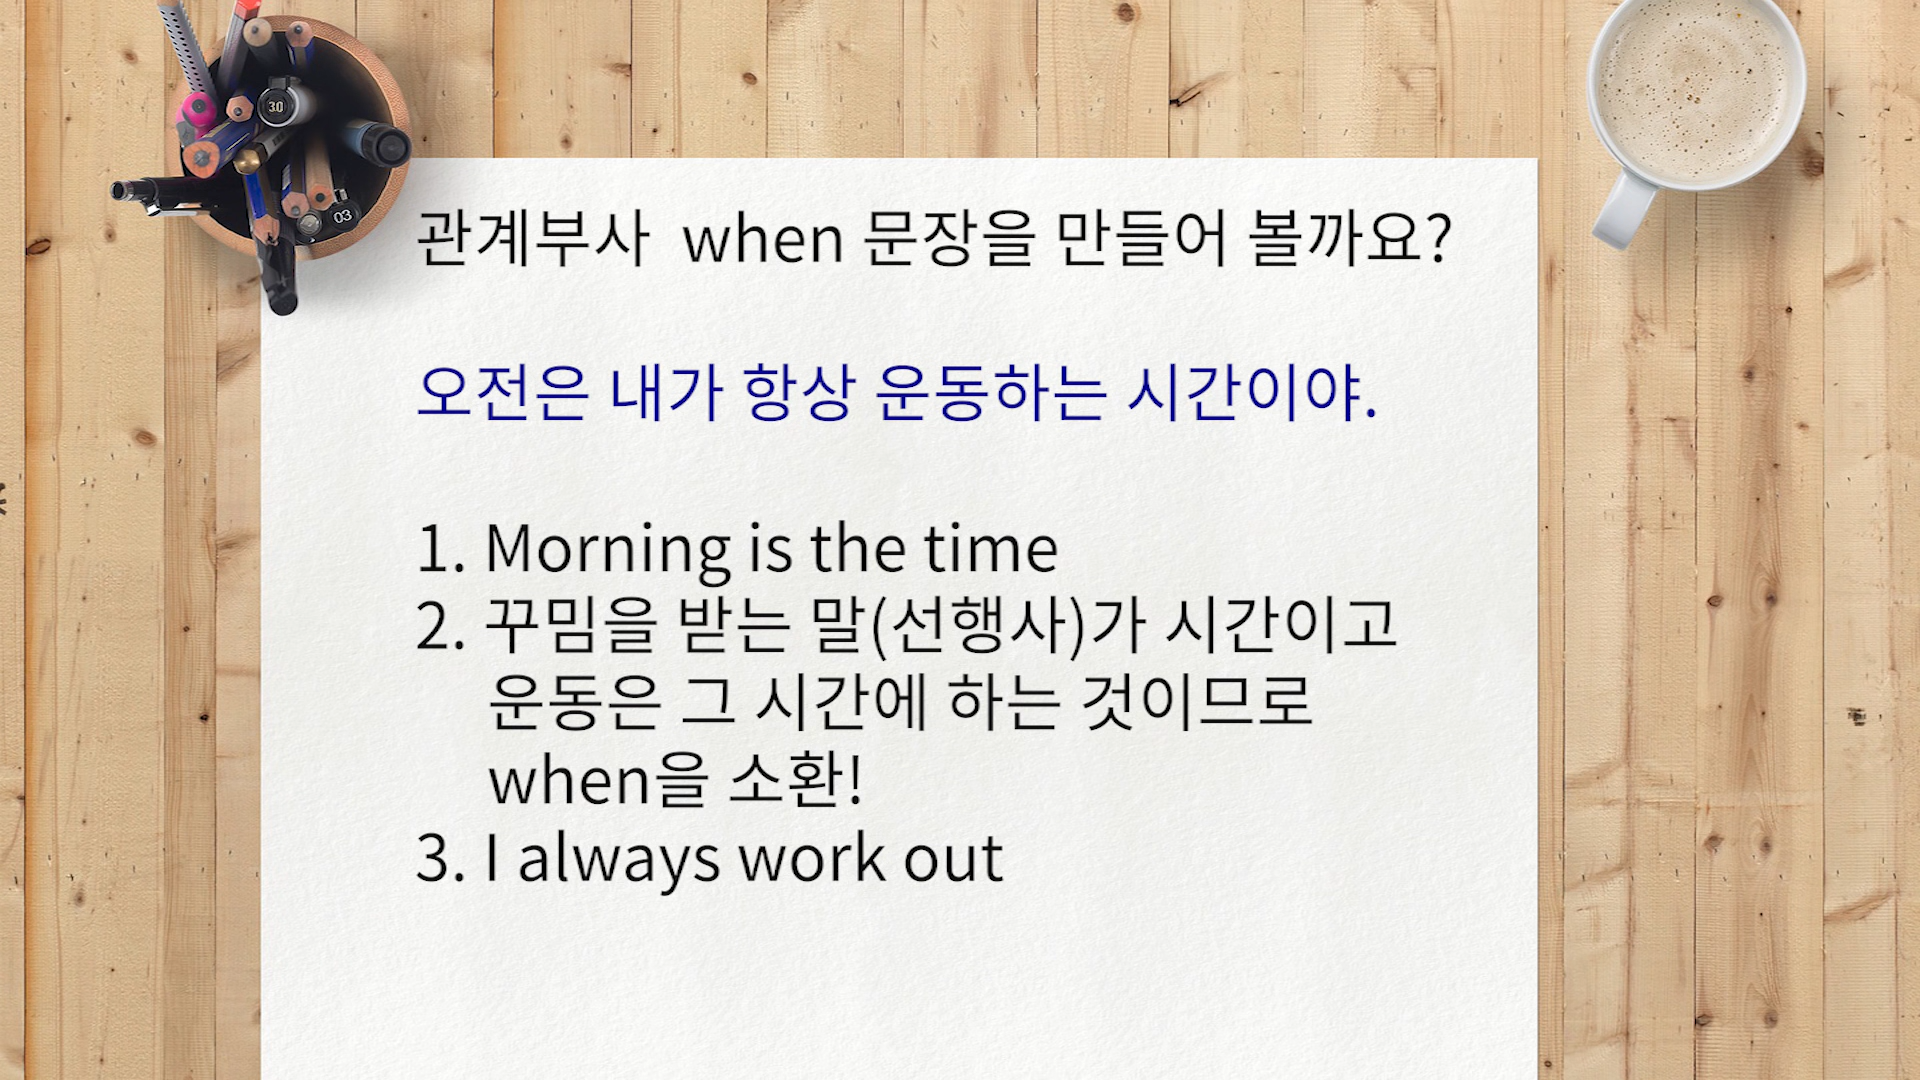 관계부사 when 문장을 만들어 볼까요?
오전은 내가 항상 운동하는 시간이야.
1. Morning is the time
2. 꾸밈을 받는 말(선행사)가 시간이고
운동은 그 시간에 하는 것이므로
when을 소환!
3. I always work out
3.0
03